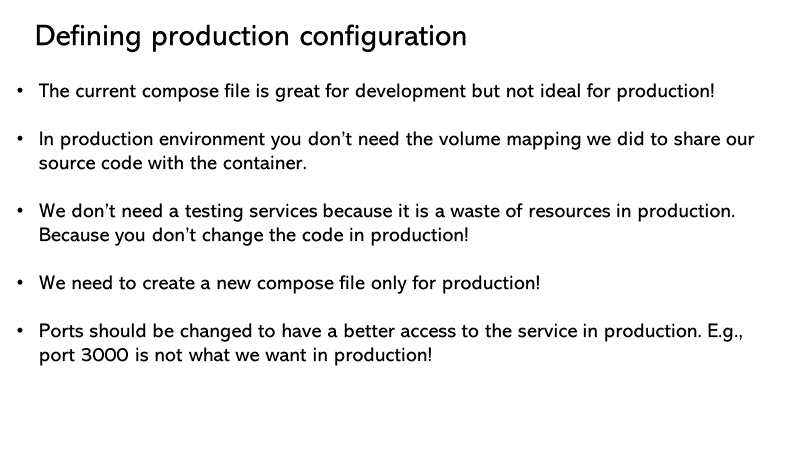 Defining production configuration
• The current compose file is great for development but not ideal for production!
• In production environment you don't need the volume mapping we did to share our
source code with the container.
• We don't need a testing services because it is a waste of resources in production.
Because you don't change the code in production!
• We need to create a new compose file only for production!
• Ports should be changed to have a better access to the service in production. E.g.,
port 3000 is not what we want in production!